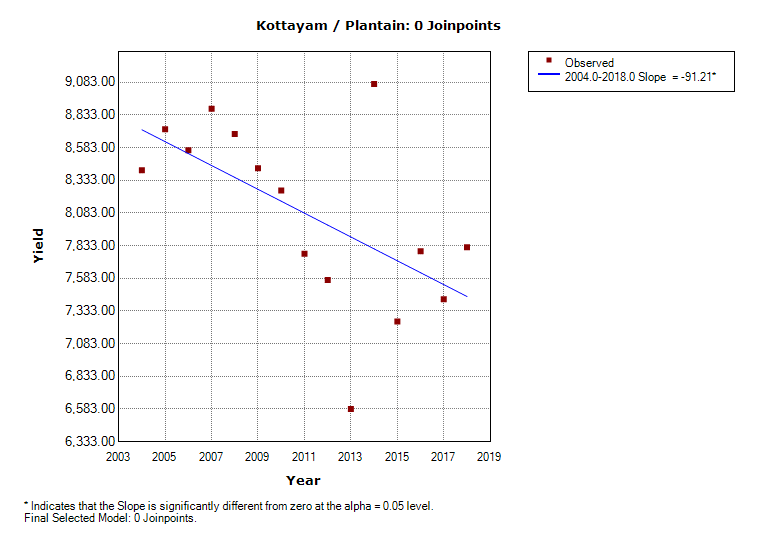 Kottayam / Plantain: 0 Joinpoints
Observed
2004.0-2018.0 Slope = -91.21*
9,083.00
8,833.00
8,583.00
8,333.00
8,083.00
7,833.00
7,583.00
7,333.00
7,083.00
6,833.00
6,583.00
6,333.00
Yield
2003 2005 2007 2009 2011 2013 2015 2017 2019
Year
* Indicates that the Slope is significantly different from zero at the alpha = 0.05 level.
Final Selected Model: 0 Joinpoints.